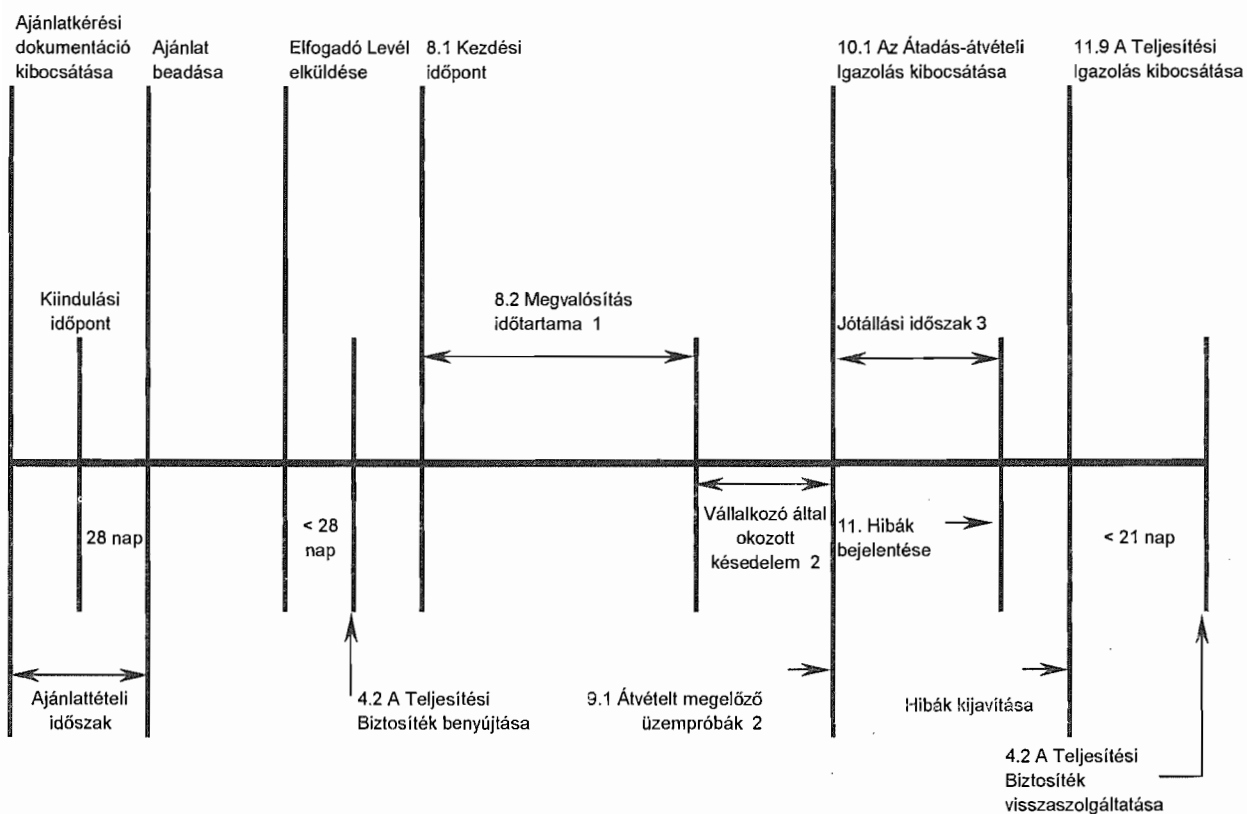 Ajánlatkérési
dokumentáció
kibocsátása
Ajánlat
beadása
Elfogadó Levél
elküldése
8.1 Kezdési
időpont
10.1 Az Átadás-átvételi
Igazolás kibocsátása
11.9 A Teljesítési
Igazolás kibocsátása
Kiindulási
időpont
8.2 Megvalósítás
időtartama 1
Jótállási időszak 3
28 nap
< 28
nap
Vállalkozó által
okozott
késedelem 2
11. Hibák
bejelentése
< 21 nap
Ajánlattételi
időszak
4.2 A Teljesítési
Biztosíték benyújtása
9.1 Átvételt megelőző
üzempróbák 2
Hibák kijavítása
4.2 A Teljesítési
Biztosíték
visszaszolgáltatása